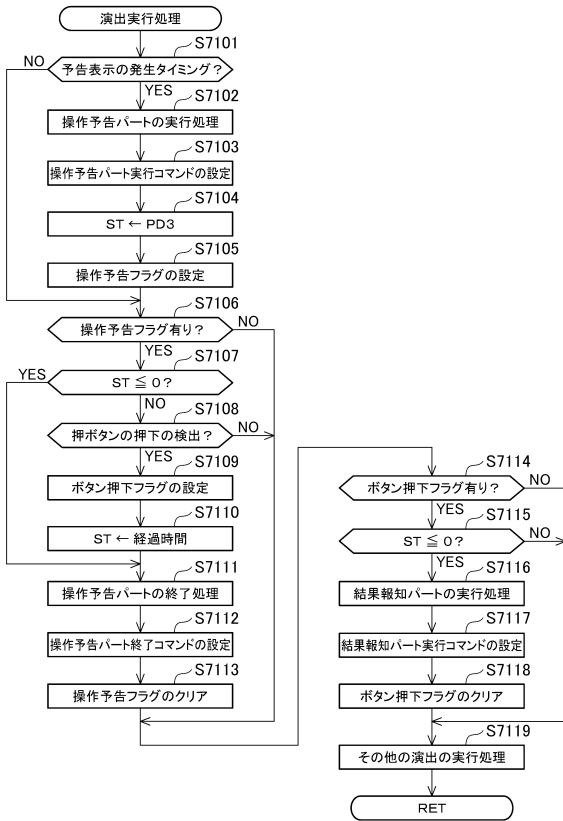 演出実行処理
S7101
予告表示の発生タイミング?
NO
YES
S7102
操作予告パートの実行処理
S7103
操作予告パート実行コマンドの設定
S7104
ST ← PD3
S7105
操作予告フラグの設定
S7106
操作予告フラグ有り?
NO
YES
S7107
ST ≦ 0?
YES
NO
S7108
押ボタンの押下の検出?
NO
YES
S7109
ボタン押下フラグの設定
S7110
ST ← 経過時間
S7111
操作予告パートの終了処理
S7112
操作予告パート終了コマンドの設定
S7113
操作予告フラグのクリア
S7114
ボタン押下フラグ有り?
NO
YES
S7115
ST ≦ 0?
NO
YES
S7116
結果報知パートの実行処理
S7117
結果報知パート実行コマンドの設定
S7118
ボタン押下フラグのクリア
S7119
その他の演出の実行処理
RET